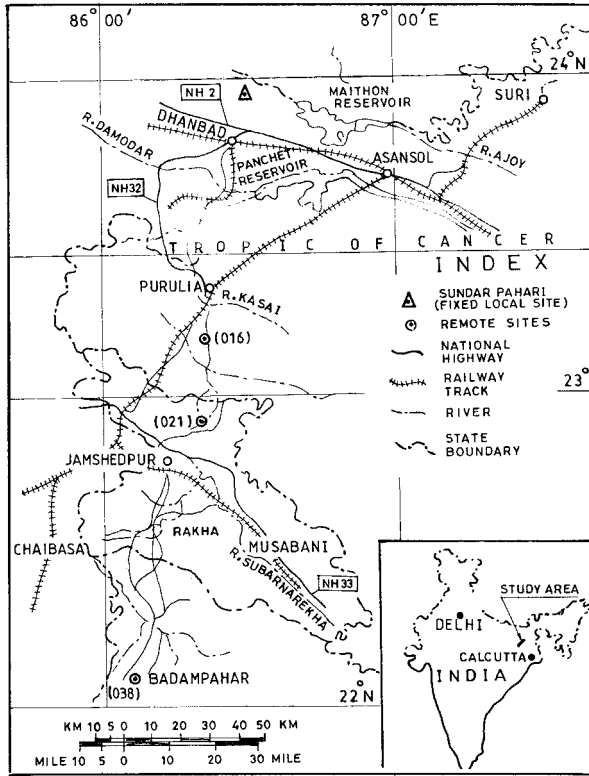 86°00' 87°00'E
24°N
NH 2
MAITHON
RESERVOIR
SURI
DHANBAD
R.DAMODAR
PANCHET
RESERVOIR
ASANSOL
R.AJOY
NH32
TROPIC OF CANCER
INDEX
PURULIA
R.KASAI
SUNDAR PAHARI
(FIXED LOCAL SITE)
REMOTE SITES
(016)
NATIONAL
HIGHWAY
RAILWAY
TRACK
23°
RIVER
(021)
STATE
BOUNDARY
JAMSHEDPUR
RAKHA
CHAIBASA
MUSABANI
R.SUBARNAREKHA
NH33
STUDY AREA
DELHI
CALCUTTA
INDIA
BADAMPAHAR
(038)
22°N
KM 10 5 0 10 20 30 40 50 KM
MILE 10 5 0 10 20 30 MILE